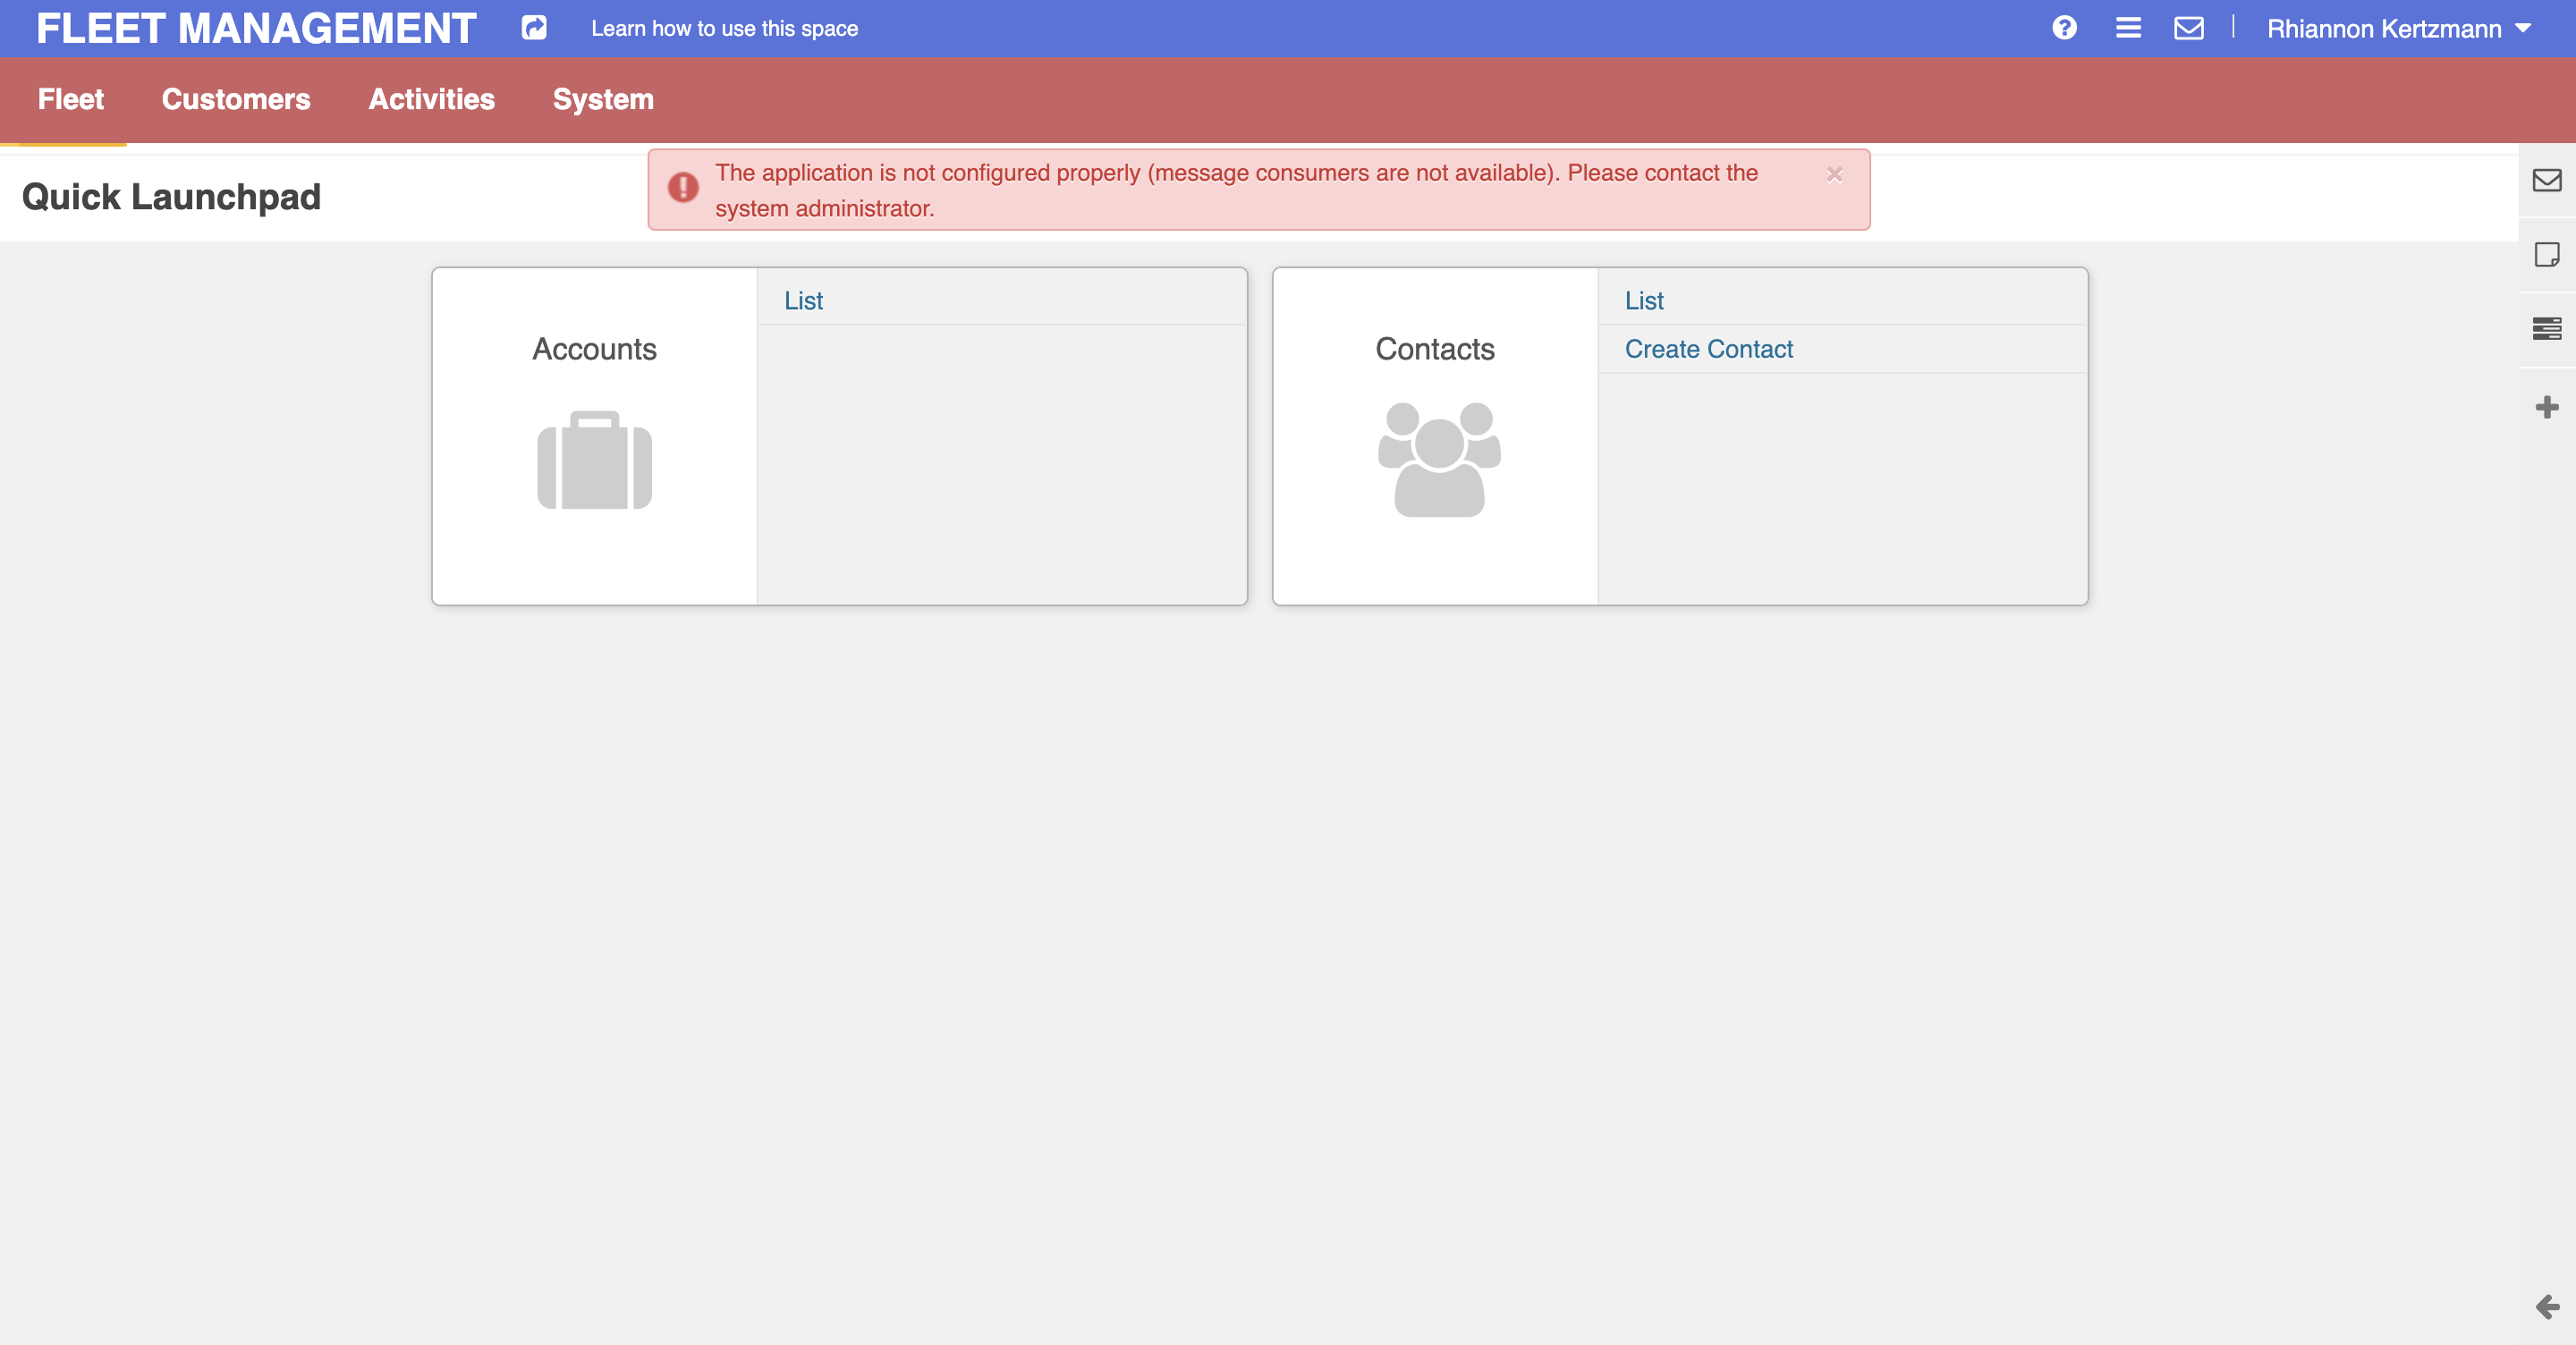 FLEET MANAGEMENT
Learn how to use this space
Rhiannon Kertzmann
Fleet
Customers
Activities
System
Quick Launchpad
The application is not configured properly (message consumers are not available). Please contact the
system administrator.
Accounts
List
Contacts
List
Create Contact